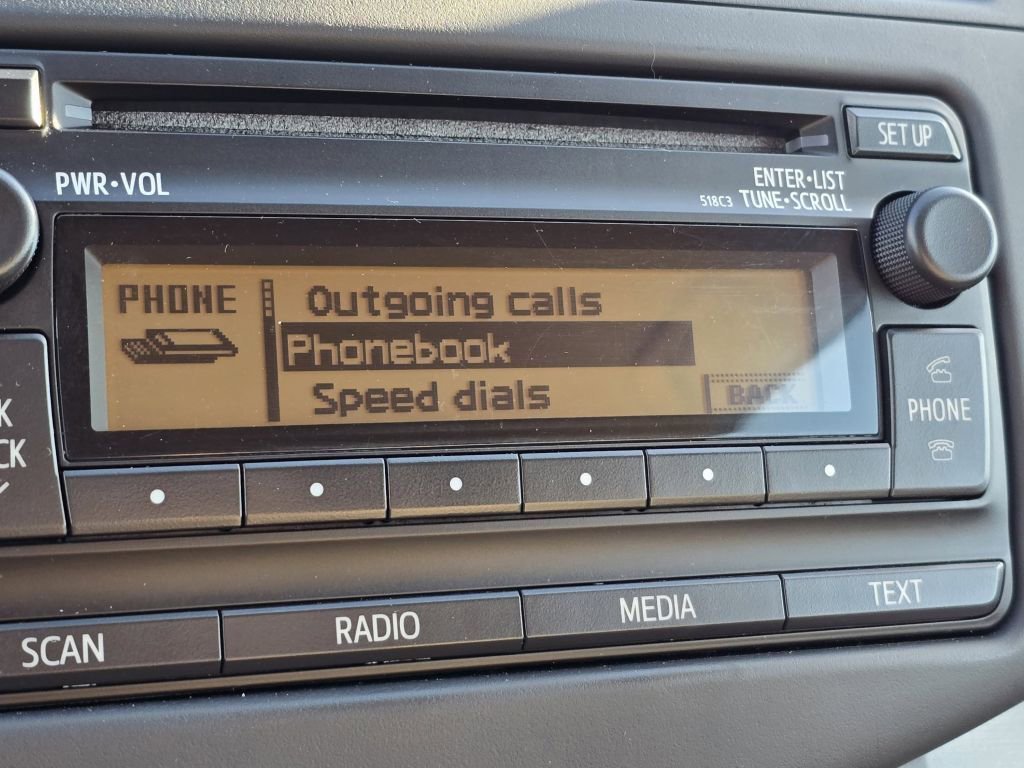 SET UP
PWR•VOL
ENTER•LIST
518C3 TUNE•SCROLL
PHONE
Outgoing calls
Phonebook
Speed dials
BACK
PHONE
K
CK
SCAN
RADIO
MEDIA
TEXT